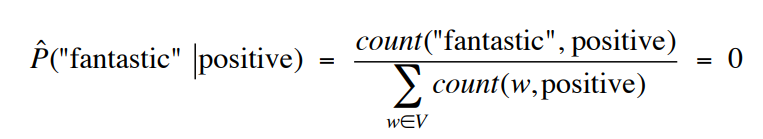 P̂("fantastic" |positive) = count("fantastic", positive) / ∑_{w∈V} count(w,positive) = 0